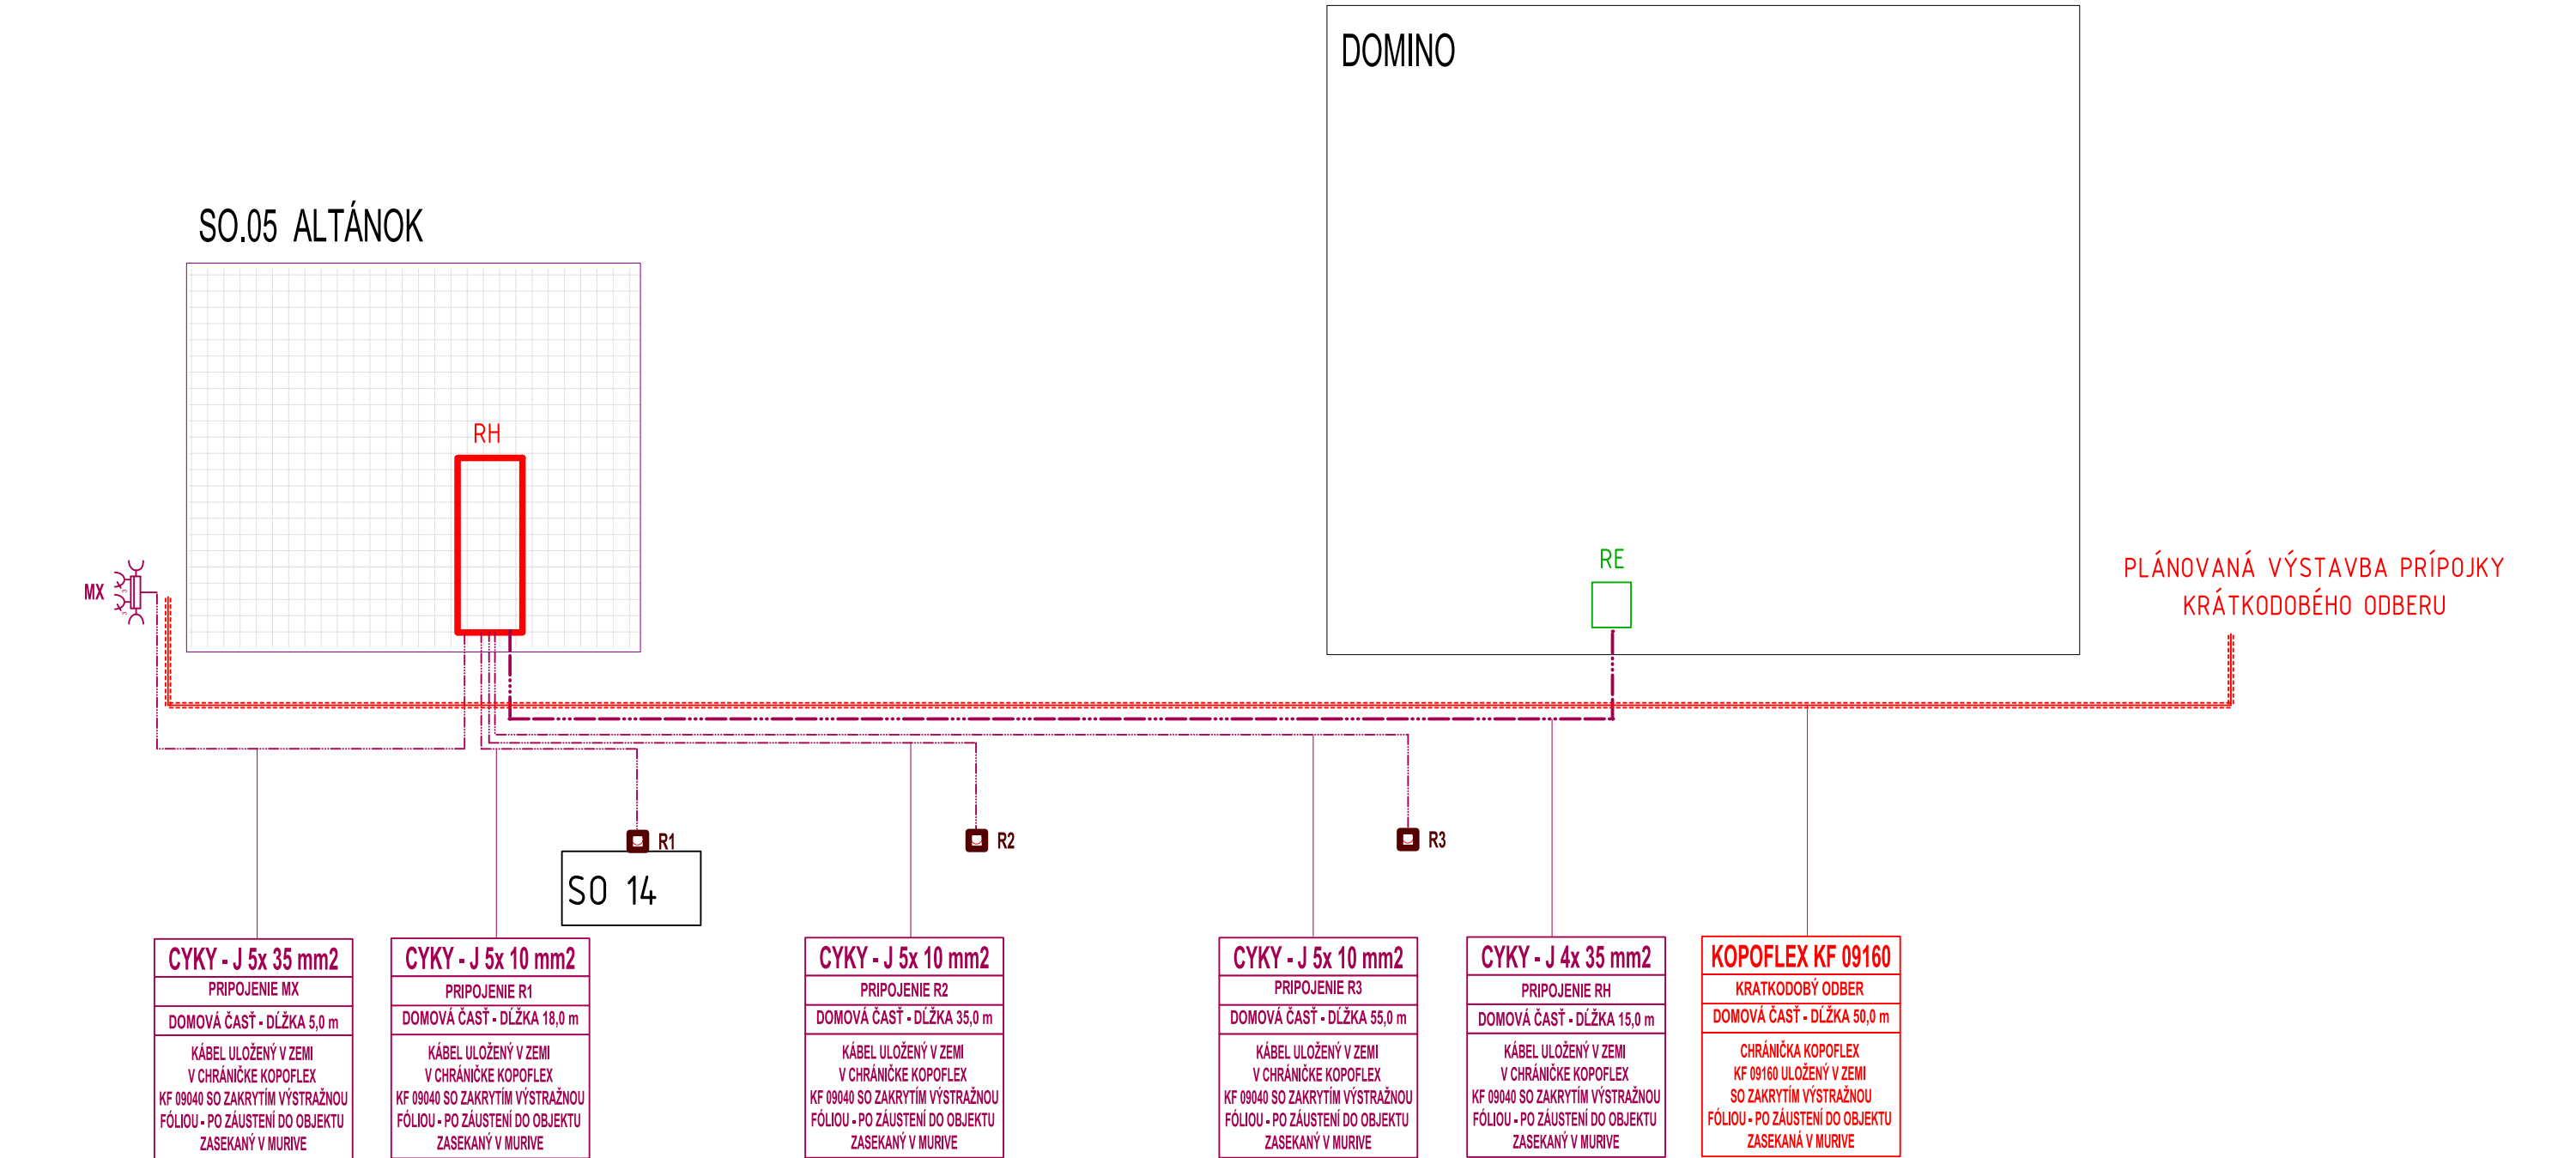 DOMINO
SO.05 ALTÁNOK
RH
RE
PLÁNOVANÁ VÝSTAVBA PRÍPOJKY
KRÁTKODOBÉHO ODBERU
MX
3
3
R1
R2
R3
SO 14
CYKY - J 5x 35 mm2
PRIPOJENIE MX
DOMOVÁ ČASŤ - DĹŽKA 5,0 m
KÁBEL ULOŽENÝ V ZEMI
V CHRÁNIČKE KOPOFLEX
KF 09040 SO ZAKRYTÍM VÝSTRAŽNOU
FÓLIOU - PO ZÁUSTENÍ DO OBJEKTU
ZASEKANÝ V MURIVE
CYKY - J 5x 10 mm2
PRIPOJENIE R1
DOMOVÁ ČASŤ - DĹŽKA 18,0 m
KÁBEL ULOŽENÝ V ZEMI
V CHRÁNIČKE KOPOFLEX
KF 09040 SO ZAKRYTÍM VÝSTRAŽNOU
FÓLIOU - PO ZÁUSTENÍ DO OBJEKTU
ZASEKANÝ V MURIVE
CYKY - J 5x 10 mm2
PRIPOJENIE R2
DOMOVÁ ČASŤ - DĹŽKA 35,0 m
KÁBEL ULOŽENÝ V ZEMI
V CHRÁNIČKE KOPOFLEX
KF 09040 SO ZAKRYTÍM VÝSTRAŽNOU
FÓLIOU - PO ZÁUSTENÍ DO OBJEKTU
ZASEKANÝ V MURIVE
CYKY - J 5x 10 mm2
PRIPOJENIE R3
DOMOVÁ ČASŤ - DĹŽKA 55,0 m
KÁBEL ULOŽENÝ V ZEMI
V CHRÁNIČKE KOPOFLEX
KF 09040 SO ZAKRYTÍM VÝSTRAŽNOU
FÓLIOU - PO ZÁUSTENÍ DO OBJEKTU
ZASEKANÝ V MURIVE
CYKY - J 4x 35 mm2
PRIPOJENIE RH
DOMOVÁ ČASŤ - DĹŽKA 15,0 m
KÁBEL ULOŽENÝ V ZEMI
V CHRÁNIČKE KOPOFLEX
KF 09040 SO ZAKRYTÍM VÝSTRAŽNOU
FÓLIOU - PO ZÁUSTENÍ DO OBJEKTU
ZASEKANÝ V MURIVE
KOPOFLEX KF 09160
KRATKODOBÝ ODBER
DOMOVÁ ČASŤ - DĹŽKA 50,0 m
CHRÁNIČKA KOPOFLEX
KF 09160 ULOŽENÝ V ZEMI
SO ZAKRYTÍM VÝSTRAŽNOU
FÓLIOU - PO ZÁUSTENÍ DO OBJEKTU
ZASEKANÁ V MURIVE